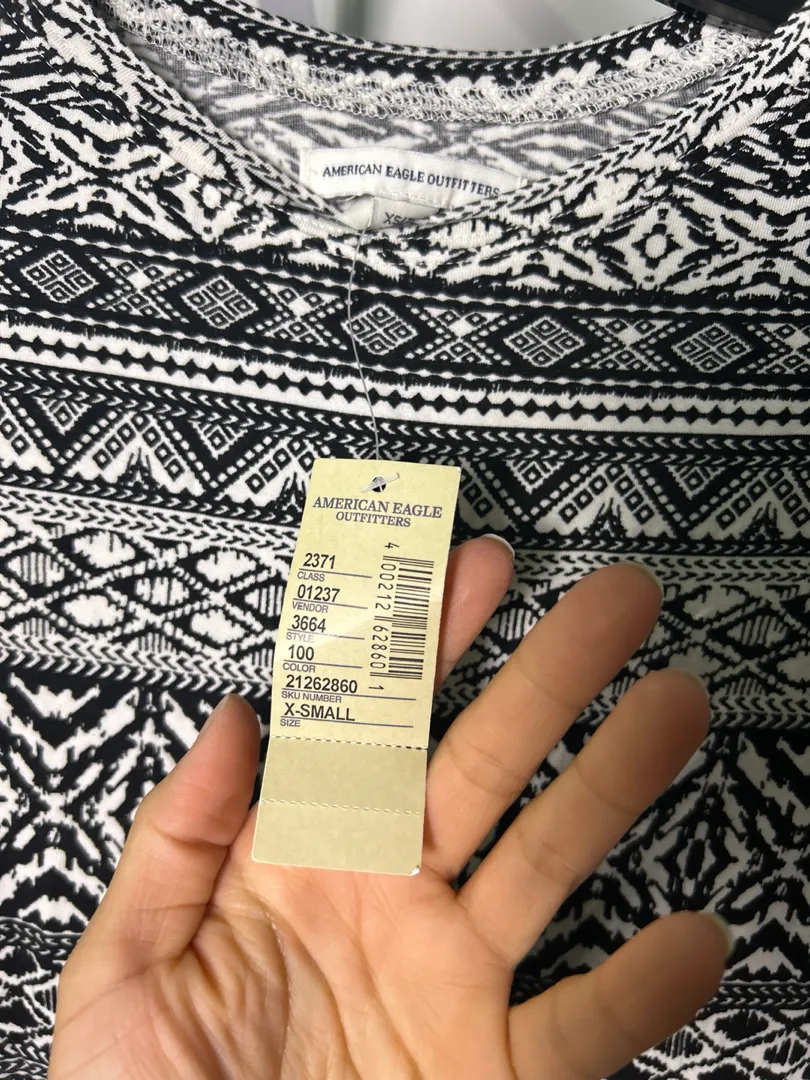 AMERICAN EAGLE OUTFITTERS
XS
AMERICAN EAGLE
OUTFITTERS
2371
CLASS
01237
VENDOR
3664
STYLE
100
COLOR
21262860
SKU NUMBER
X-SMALL
SIZE
4 00212 62860 1